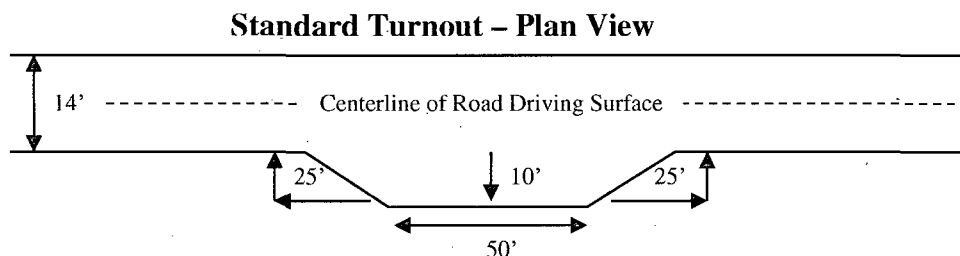 Standard Turnout – Plan View
14'
Centerline of Road Driving Surface
25'
10'
25'
50'